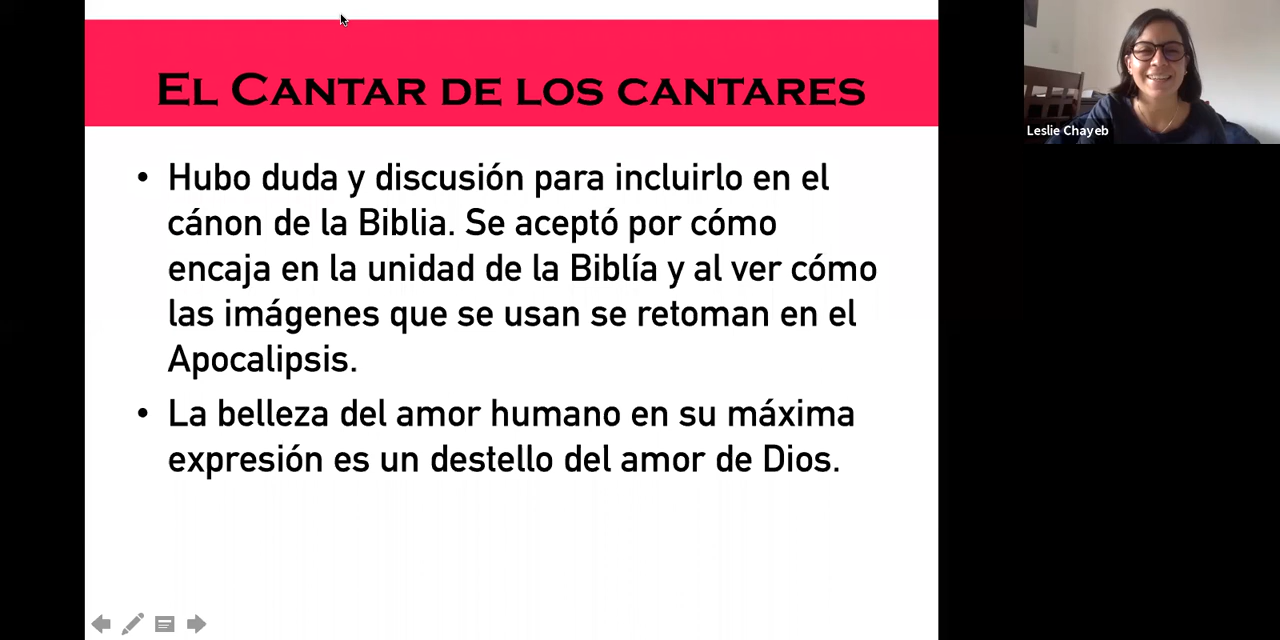 EL CANTAR DE LOS CANTARES
• Hubo duda y discusión para incluirlo en el
cánon de la Biblia. Se aceptó por cómo
encaja en la unidad de la Biblía y al ver cómo
las imágenes que se usan se retoman en el
Apocalipsis.
• La belleza del amor humano en su máxima
expresión es un destello del amor de Dios.
Leslie Chayeb